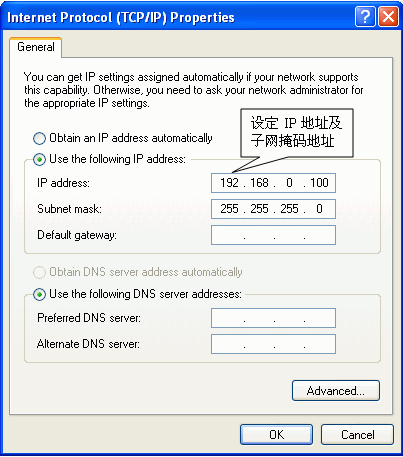 Internet Protocol (TCP/IP) Properties
General
You can get IP settings assigned automatically if your network supports
this capability. Otherwise, you need to ask your network administrator for
the appropriate IP settings.
设定 IP 地址及
子网掩码地址
Obtain an IP address automatically
Use the following IP address:
IP address: 192 . 168 . 0 . 100
Subnet mask: 255 . 255 . 255 . 0
Default gateway: . . .
Obtain DNS server address automatically
Use the following DNS server addresses:
Preferred DNS server: . . .
Alternate DNS server: . . .
Advanced...
OK Cancel